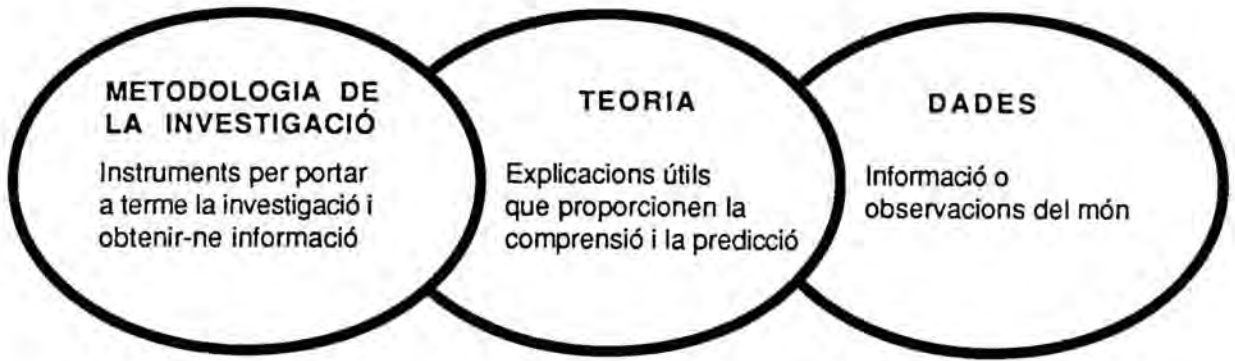 METODOLOGIA DE
LA INVESTIGACIÓ
Instruments per portar
a terme la investigació i
obtenir-ne informació
TEORIA
Explicacions útils
que proporcionen la
comprensió i la predicció
DADES
Informació o
observacions del món